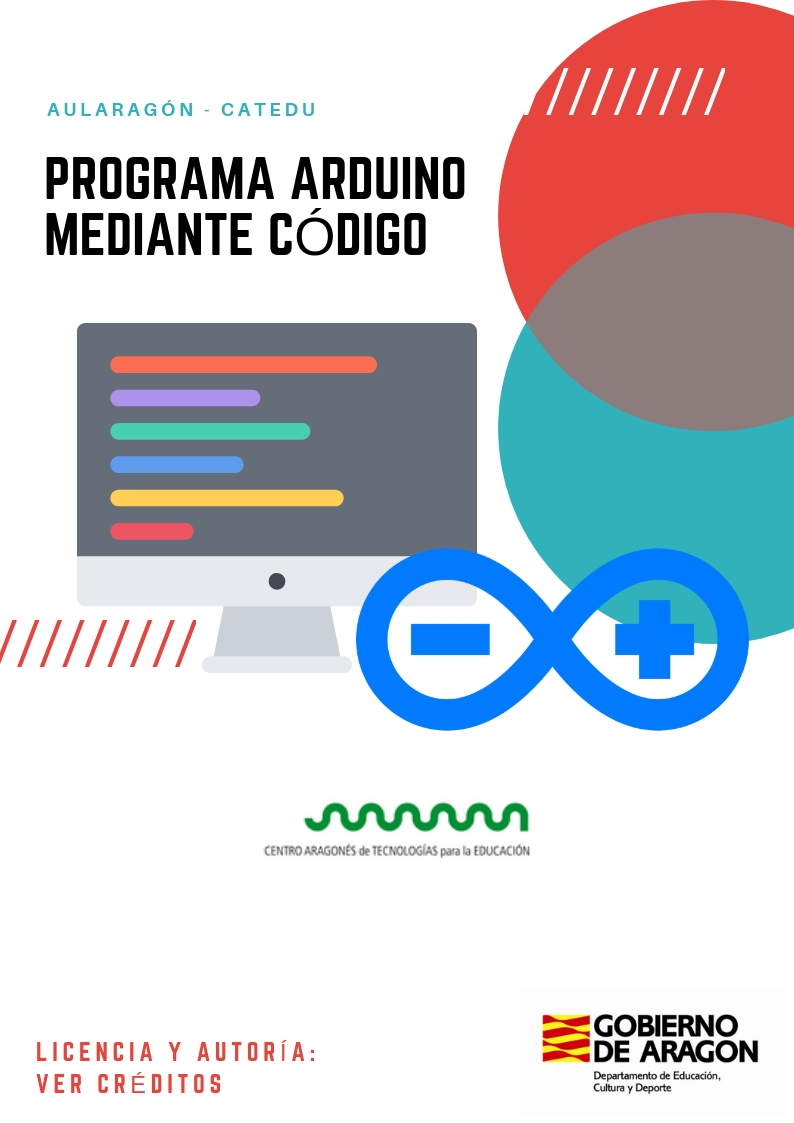 AULARAGÓN - CATEDU
PROGRAMA ARDUINO
MEDIANTE CÓDIGO
CENTRO ARAGONÉS de TECNOLOGÍAS para la EDUCACIÓN
GOBIERNO
DE ARAGON
Departamento de Educación,
Cultura y Deporte
LICENCIA Y AUTORÍA:
VER CRÉDITOS